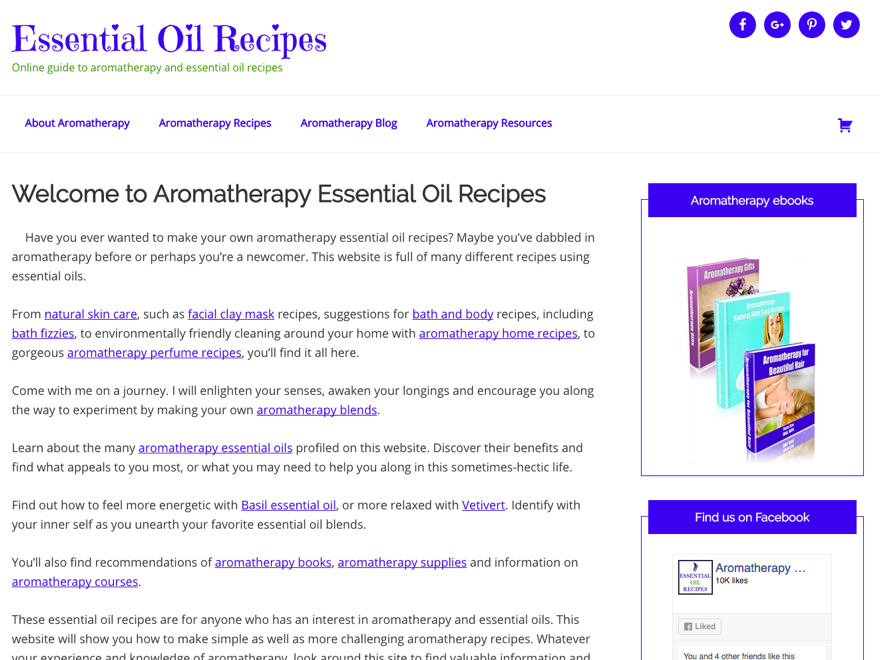 Essential Oil Recipes
Online guide to aromatherapy and essential oil recipes
About Aromatherapy
Aromatherapy Recipes
Aromatherapy Blog
Aromatherapy Resources
Welcome to Aromatherapy Essential Oil Recipes
Have you ever wanted to make your own aromatherapy essential oil recipes? Maybe you’ve dabbled in
aromatherapy before or perhaps you’re a newcomer. This website is full of many different recipes using
essential oils.
From natural skin care, such as facial clay mask recipes, suggestions for bath and body recipes, including
bath fizzies, to environmentally friendly cleaning around your home with aromatherapy home recipes, to
gorgeous aromatherapy perfume recipes, you’ll find it all here.
Come with me on a journey. I will enlighten your senses, awaken your longings and encourage you along
the way to experiment by making your own aromatherapy blends.
Learn about the many aromatherapy essential oils profiled on this website. Discover their benefits and
find what appeals to you most, or what you may need to help you along in this sometimes-hectic life.
Find out how to feel more energetic with Basil essential oil, or more relaxed with Vetivert. Identify with
your inner self as you unearth your favorite essential oil blends.
You’ll also find recommendations of aromatherapy books, aromatherapy supplies and information on
aromatherapy courses.
These essential oil recipes are for anyone who has an interest in aromatherapy and essential oils. This
website will show you how to make simple as well as more challenging aromatherapy recipes. Whatever
your experience and knowledge of aromatherapy, look around this site to find valuable information and
Aromatherapy ebooks
Aromatherapy Gifts
Aromatherapy Gifts
Aromatherapy
Natural Skin Care
Aromatherapy for
Beautiful Hair
Aromatherapy for Beautiful Hair
Find us on Facebook
ESSENTIAL
OIL
RECIPES
Aromatherapy …
10K likes
Liked
You and 4 other friends like this